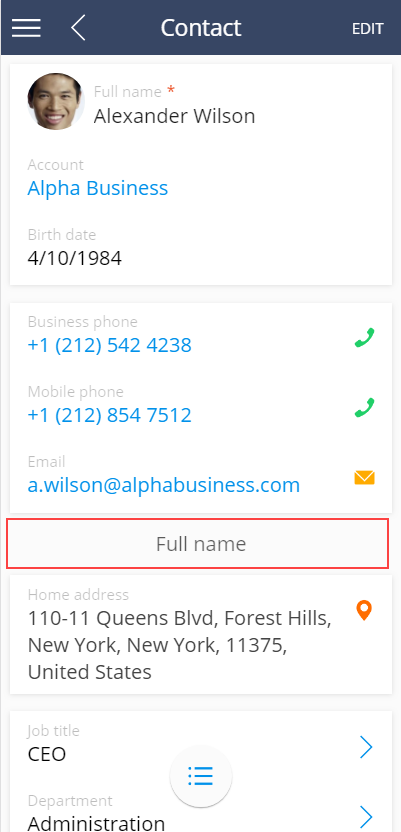 Contact
EDIT
Full name *
Alexander Wilson
Account
Alpha Business
Birth date
4/10/1984
Business phone
+1 (212) 542 4238
Mobile phone
+1 (212) 854 7512
Email
a.wilson@alphabusiness.com
Full name
Home address
110-11 Queens Blvd, Forest Hills,
New York, New York, 11375,
United States
Job title
CEO
Department
Administration